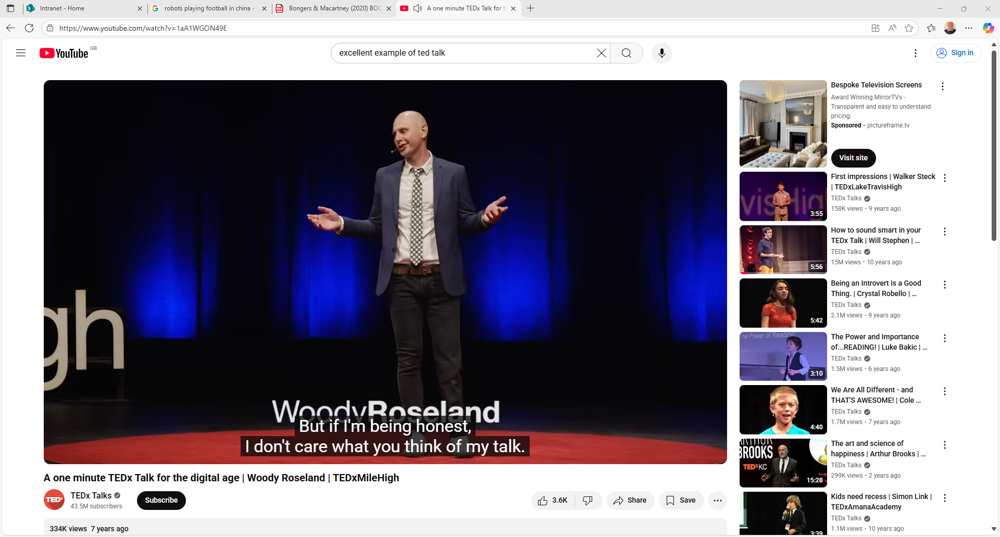 Intranet - Home
robots playing football in china -
Bongers & Macartney (2020) BOO
A one minute TEDx Talk for t
https://www.youtube.com/watch?v=1aA1WGON49E
YouTube
GB
excellent example of ted talk
Sign in
gh
WoodyRoseland
But if I'm being honest,
I don't care what you think of my talk.
A one minute TEDx Talk for the digital age | Woody Roseland | TEDxMileHigh
TEDx
TEDx Talks
43.5M subscribers
Subscribe
3.6K
Share
Save
334K views 7 years ago
Bespoke Television Screens
Award Winning MirrorTVs -
Transparent and easy to understand
pricing.
Sponsored · pictureframe.tv
Visit site
visHig
3:55
First impressions | Walker Steck
| TEDxLakeTravisHigh
TEDx Talks
158K views · 9 years ago
5:56
How to sound smart in your
TEDx Talk | Will Stephen | ...
TEDx Talks
15M views · 10 years ago
5:42
Being an Introvert is a Good
Thing. | Crystal Robello | ...
TEDx Talks
2.1M views · 9 years ago
The Power of Reading
3:10
The Power and Importance
of...READING! | Luke Bakic | ...
TEDx Talks
1.5M views · 6 years ago
4:40
We Are All Different - and
THAT'S AWESOME! | Cole ...
TEDx Talks
1.7M views · 7 years ago
ARTHUR
BROOKS
TEDxKC
15:28
The art and science of
happiness | Arthur Brooks | ...
TEDx Talks
299K views · 2 years ago
3:39
Kids need recess | Simon Link |
TEDxAmanaAcademy
TEDx Talks
1.1M views · 10 years ago